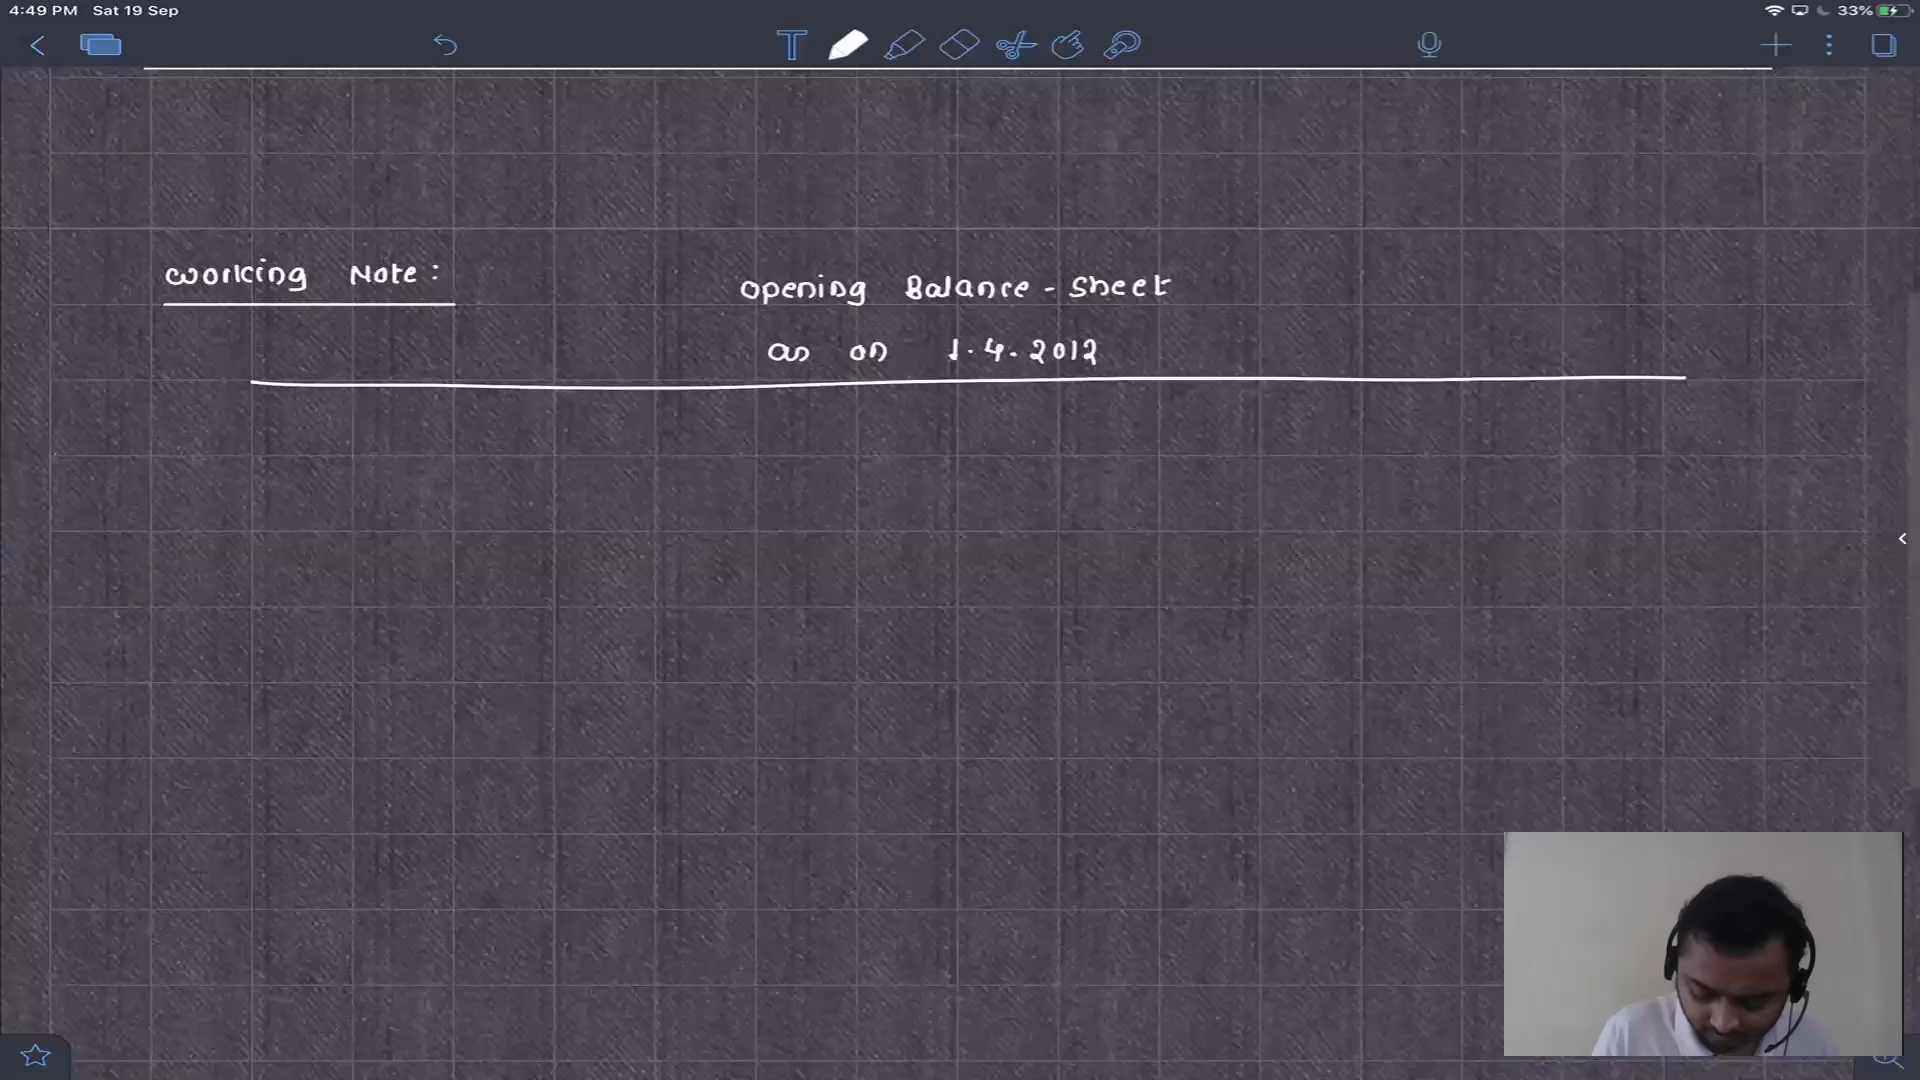 4:49 PM Sat 19 Sep
33%
T
Working Note:
Opening Balance - Sheet
as on 1.4.2012